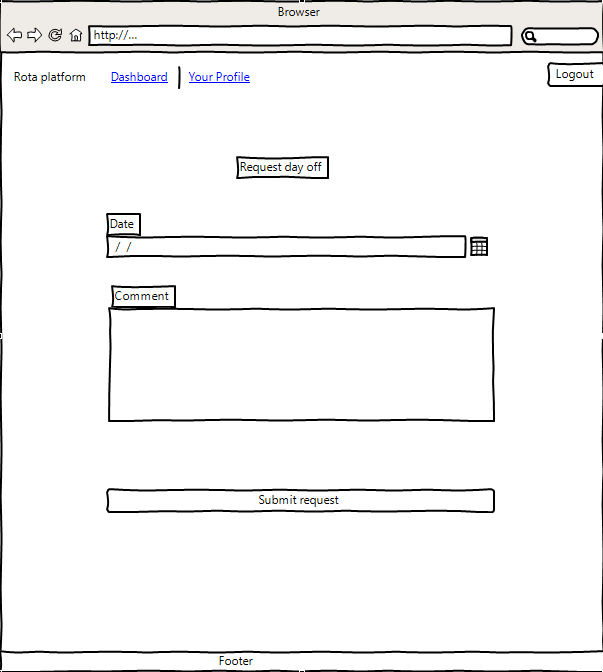 Browser
http://...
Rota platform Dashboard Your Profile Logout
Request day off
Date
/ /
Comment
Submit request
Footer